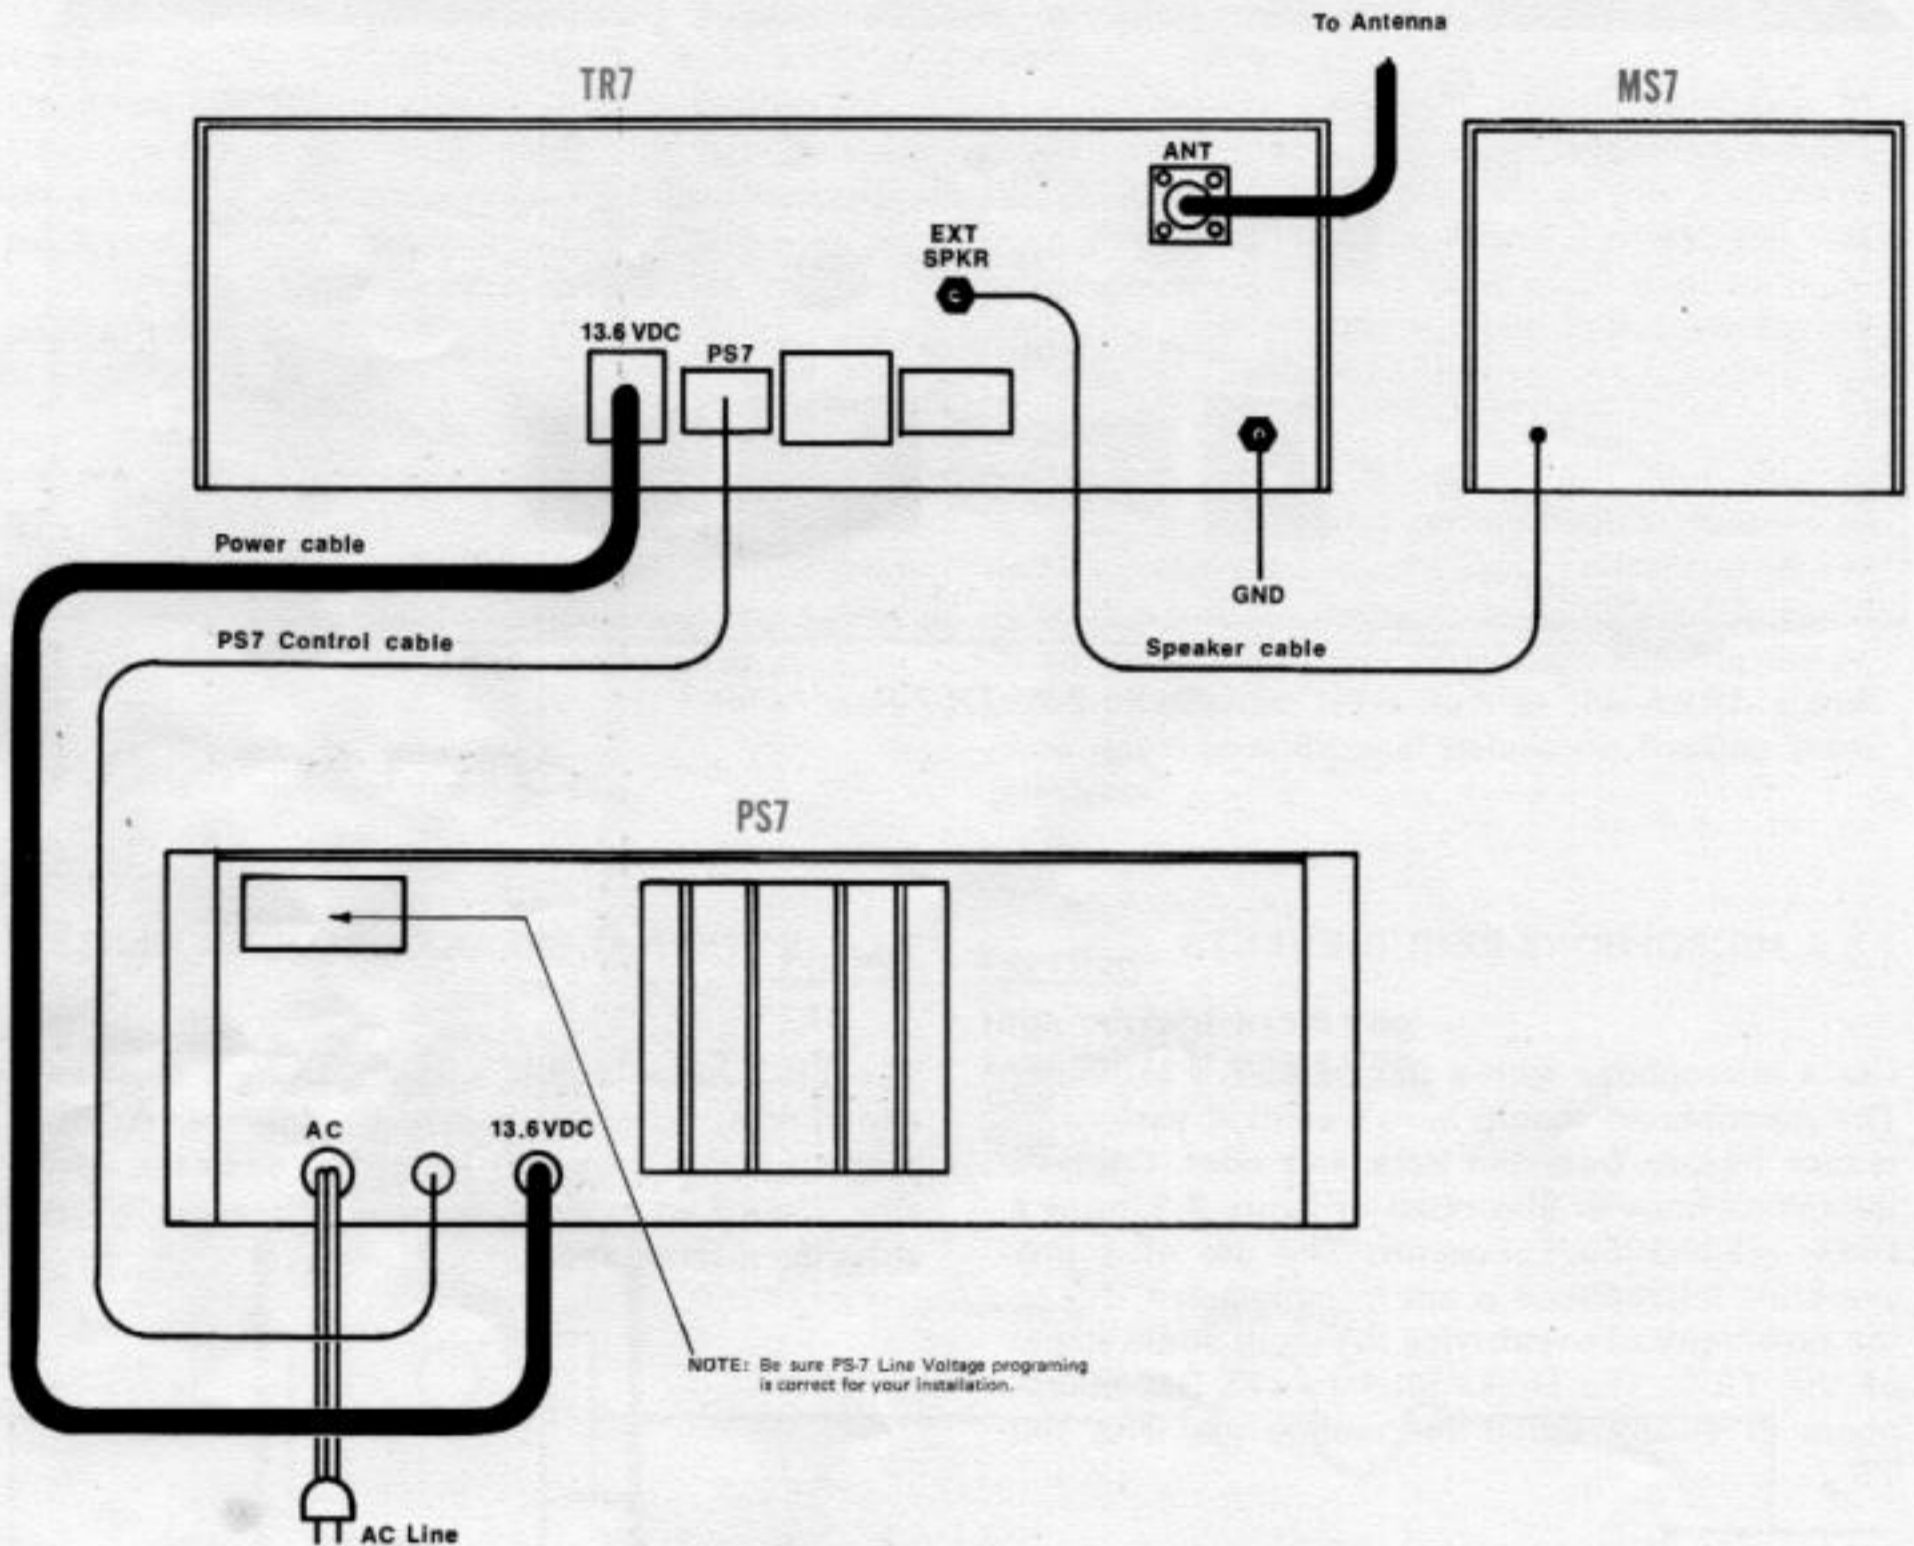 To Antenna
TR7
MS7
ANT
EXT
SPKR
13.6 VDC
PS7
Power cable
GND
PS7 Control cable
Speaker cable
PS7
AC
13.6VDC
NOTE: Be sure PS-7 Line Voltage programing
is correct for your installation.
AC Line